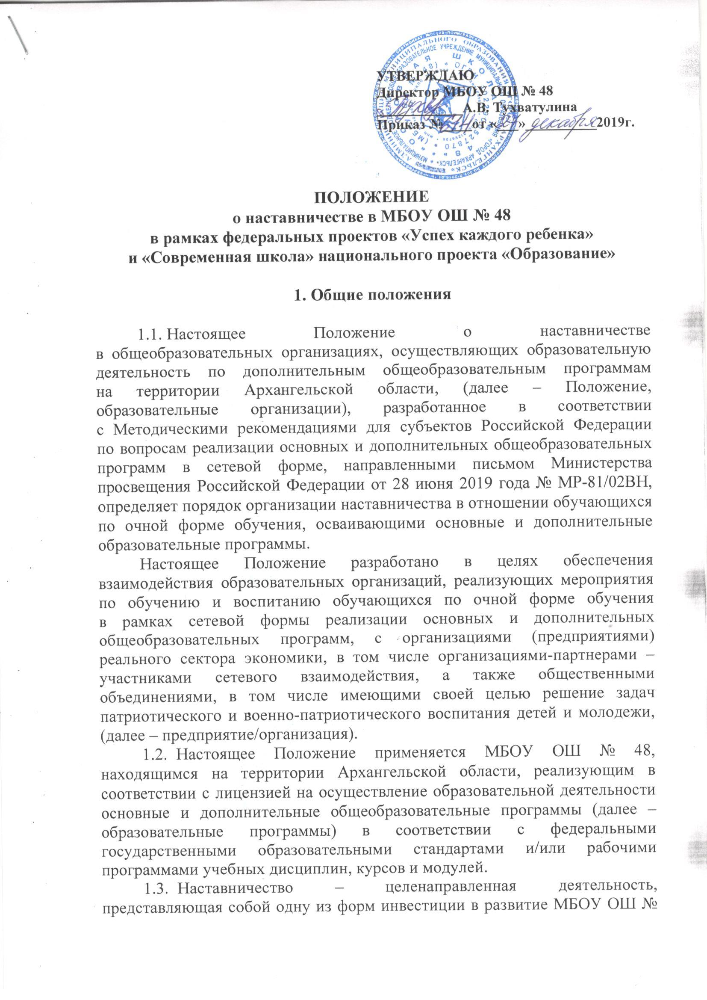 УТВЕРЖДАЮ
Директор МБОУ ОШ № 48
А.В. Тухватулина
Приказ № от « » декабря 2019г.
ПОЛОЖЕНИЕ
о наставничестве в МБОУ ОШ № 48
в рамках федеральных проектов «Успех каждого ребенка»
и «Современная школа» национального проекта «Образование»
1. Общие положения
1.1. Настоящее Положение о наставничестве
в общеобразовательных организациях, осуществляющих образовательную
деятельность по дополнительным общеобразовательным программам
на территории Архангельской области, (далее – Положение,
образовательные организации), разработанное в соответствии
с Методическими рекомендациями для субъектов Российской Федерации
по вопросам реализации основных и дополнительных общеобразовательных
программ в сетевой форме, направленными письмом Министерства
просвещения Российской Федерации от 28 июня 2019 года № МР-81/02ВН,
определяет порядок организации наставничества в отношении обучающихся
по очной форме обучения, осваивающими основные и дополнительные
образовательные программы.
Настоящее Положение разработано в целях обеспечения
взаимодействия образовательных организаций, реализующих мероприятия
по обучению и воспитанию обучающихся по очной форме обучения
в рамках сетевой формы реализации основных и дополнительных
общеобразовательных программ, с организациями (предприятиями)
реального сектора экономики, в том числе организациями-партнерами –
участниками сетевого взаимодействия, а также общественными
объединениями, в том числе имеющими своей целью решение задач
патриотического и военно-патриотического воспитания детей и молодежи,
(далее – предприятие/организация).
1.2. Настоящее Положение применяется МБОУ ОШ № 48,
находящимся на территории Архангельской области, реализующим в
соответствии с лицензией на осуществление образовательной деятельности
основные и дополнительные общеобразовательные программы (далее –
образовательные программы) в соответствии с федеральными
государственными образовательными стандартами и/или рабочими
программами учебных дисциплин, курсов и модулей.
1.3. Наставничество – целенаправленная деятельность,
представляющая собой одну из форм инвестиции в развитие МБОУ ОШ №